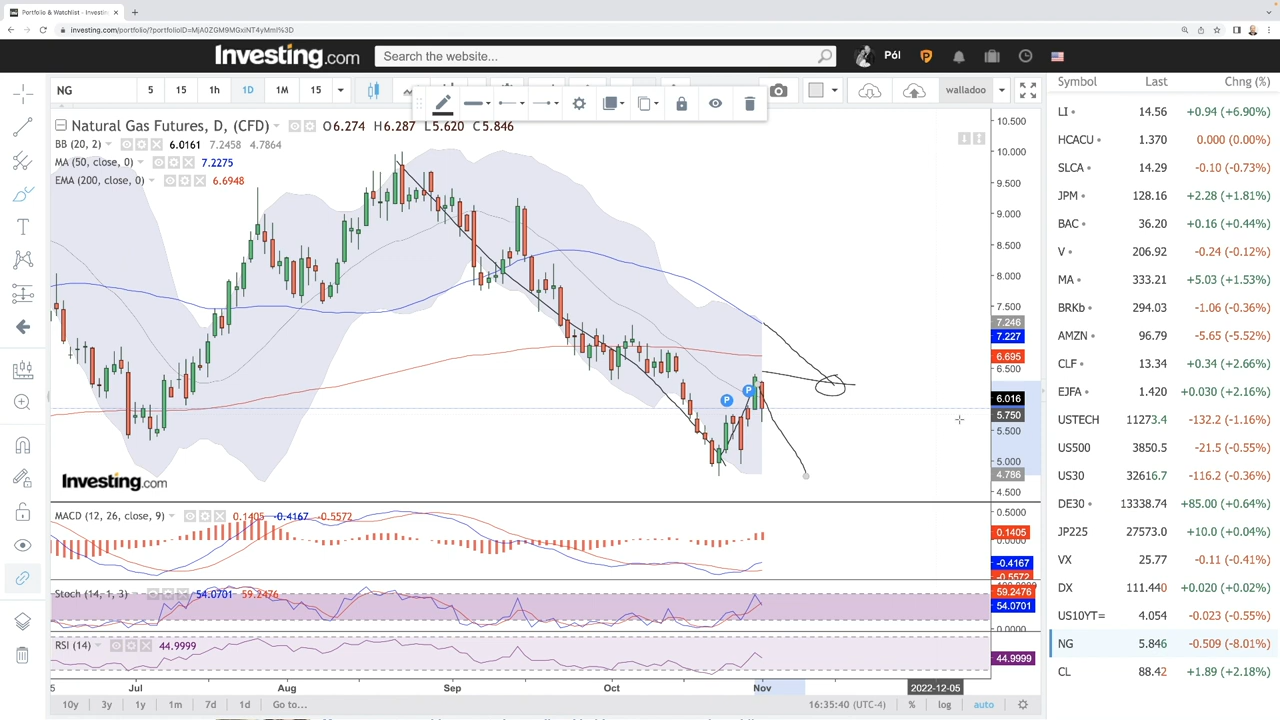 Portfolio & Watchlist - Investin
investing.com/portfolio/?portfolioID=MjA0ZGM9MGxiNT4yMmI%3D
Investing.com
Search the website...
Pól
NG
5
15
1h
1D
1M
15
walladoo
Natural Gas Futures, D, (CFD) O6.274 H6.287 L5.620 C5.846
BB (20, 2) 6.0161 7.2458 4.7864
MA (50, close, 0) 7.2275
EMA (200, close, 0) 6.6948
P
P
Investing.com
MACD (12, 26, close, 9) 0.1405 -0.4167 -0.5572
Stoch (14, 1, 3) 54.0701 59.2476
RSI (14) 44.9999
10.500
10.000
9.500
9.000
8.500
8.000
7.500
7.246
7.227
6.695
6.500
6.016
5.750
5.500
5.000
4.786
4.500
0.5000
0.1405
0.0000
-0.4167
-0.5572
59.2476
54.0701
0.0000
44.9999
5 Jul Aug Sep Oct Nov 2022-12-05
10y 3y 1y 1m 7d 1d Go to... 16:35:40 (UTC-4) % log auto
Symbol Last Chng (%)
LI 14.56 +0.94 (+6.90%)
HCACU 1.370 0.000 (0.00%)
SLCA 14.29 -0.10 (-0.73%)
JPM 128.16 +2.28 (+1.81%)
BAC 36.20 +0.16 (+0.44%)
V 206.92 -0.24 (-0.12%)
MA 333.21 +5.03 (+1.53%)
BRKb 294.03 -1.06 (-0.36%)
AMZN 96.79 -5.65 (-5.52%)
CLF 13.34 +0.34 (+2.66%)
EJFA 1.420 +0.030 (+2.16%)
USTECH 11273.4 -132.2 (-1.16%)
US500 3850.5 -21.5 (-0.55%)
US30 32616.7 -116.2 (-0.36%)
DE30 13338.74 +85.00 (+0.64%)
JP225 27573.0 +10.0 (+0.04%)
VX 25.77 -0.11 (-0.41%)
DX 111.440 +0.020 (+0.02%)
US10YT= 4.054 -0.023 (-0.55%)
NG 5.846 -0.509 (-8.01%)
CL 88.42 +1.89 (+2.18%)